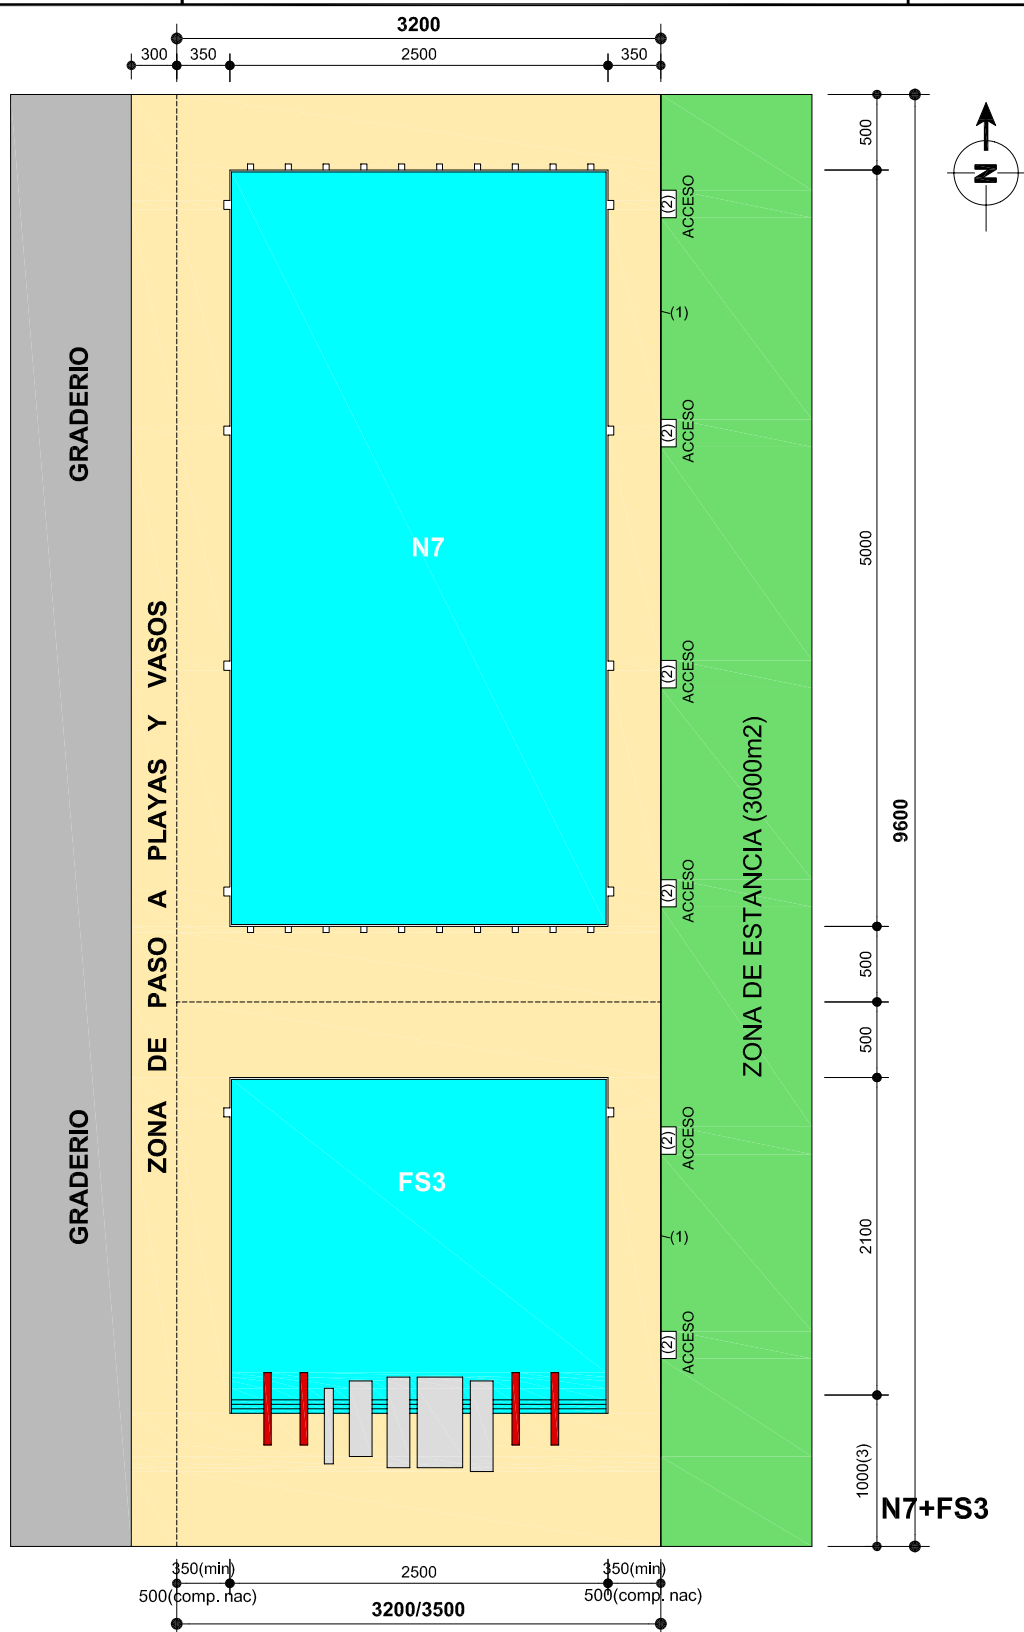 3200
300
350
2500
350
500
N
(2)
ACCESO
(1)
GRADERIO
(2)
ACCESO
5000
N7
ZONA DE PASO A PLAYAS Y VASOS
(2)
ACCESO
ZONA DE ESTANCIA (3000m2)
9600
(2)
ACCESO
500
500
GRADERIO
(2)
ACCESO
FS3
(1)
2100
(2)
ACCESO
1000(3)
N7+FS3
350(min)
2500
350(min)
500(comp. nac)
500(comp. nac)
3200/3500